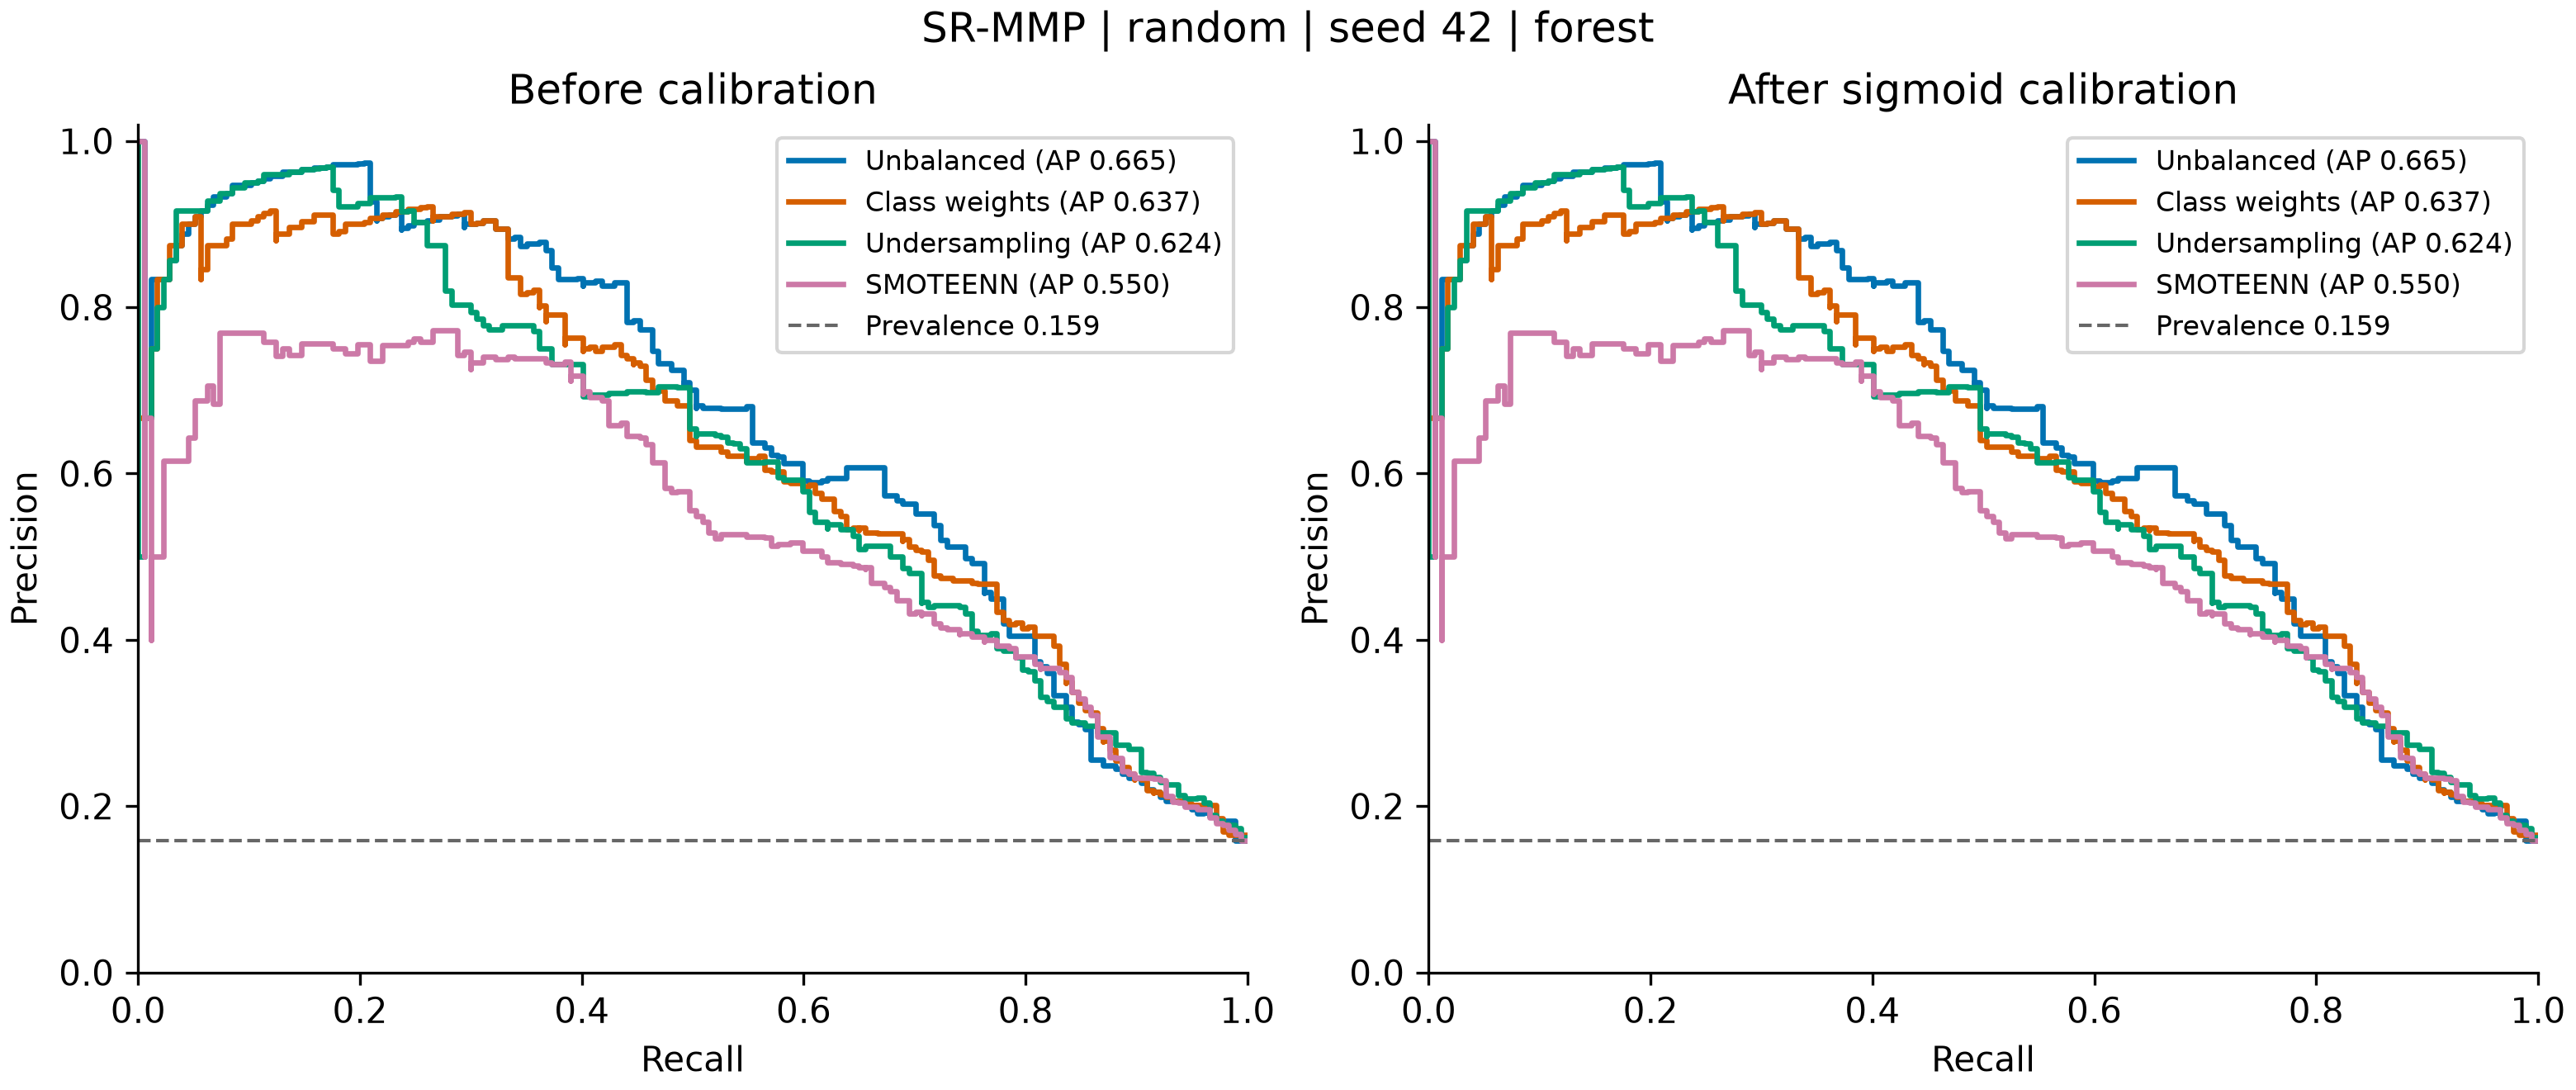 SR-MMP | random | seed 42 | forest
Before calibration
Precision
1.0
0.8
0.6
0.4
0.2
0.0
Unbalanced (AP 0.665)
Class weights (AP 0.637)
Undersampling (AP 0.624)
SMOTEENN (AP 0.550)
Prevalence 0.159
0.0 0.2 0.4 0.6 0.8 1.0
Recall
After sigmoid calibration
Precision
1.0
0.8
0.6
0.4
0.2
0.0
Unbalanced (AP 0.665)
Class weights (AP 0.637)
Undersampling (AP 0.624)
SMOTEENN (AP 0.550)
Prevalence 0.159
0.0 0.2 0.4 0.6 0.8 1.0
Recall